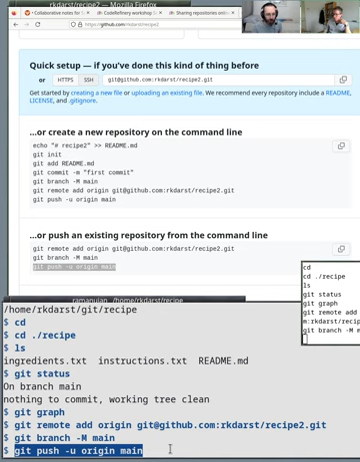 rkdarst/recipe2 — Mozilla Firefox
Collaborative notes for
CodeRefinery workshop
Sharing repositories onl
https://github.com/rkdarst/recipe2
Quick setup — if you've done this kind of thing before
or HTTPS SSH git@github.com:rkdarst/recipe2.git
Get started by creating a new file or uploading an existing file. We recommend every repository include a README,
LICENSE, and .gitignore.
...or create a new repository on the command line
echo "# recipe2" >> README.md
git init
git add README.md
git commit -m "first commit"
git branch -M main
git remote add origin git@github.com:rkdarst/recipe2.git
git push -u origin main
...or push an existing repository from the command line
git remote add origin git@github.com:rkdarst/recipe2.git
git branch -M main
git push -u origin main
cd
cd ./recipe
ls
git status
git graph
git remote add
m:rkdarst/recip
git branch -M m
ramanujan /home/rkdarst/recipe
/home/rkdarst/git/recipe
$ cd
$ cd ./recipe
$ ls
ingredients.txt instructions.txt README.md
$ git status
On branch main
nothing to commit, working tree clean
$ git graph
$ git remote add origin git@github.com:rkdarst/recipe2.git
$ git branch -M main
$ git push -u origin main